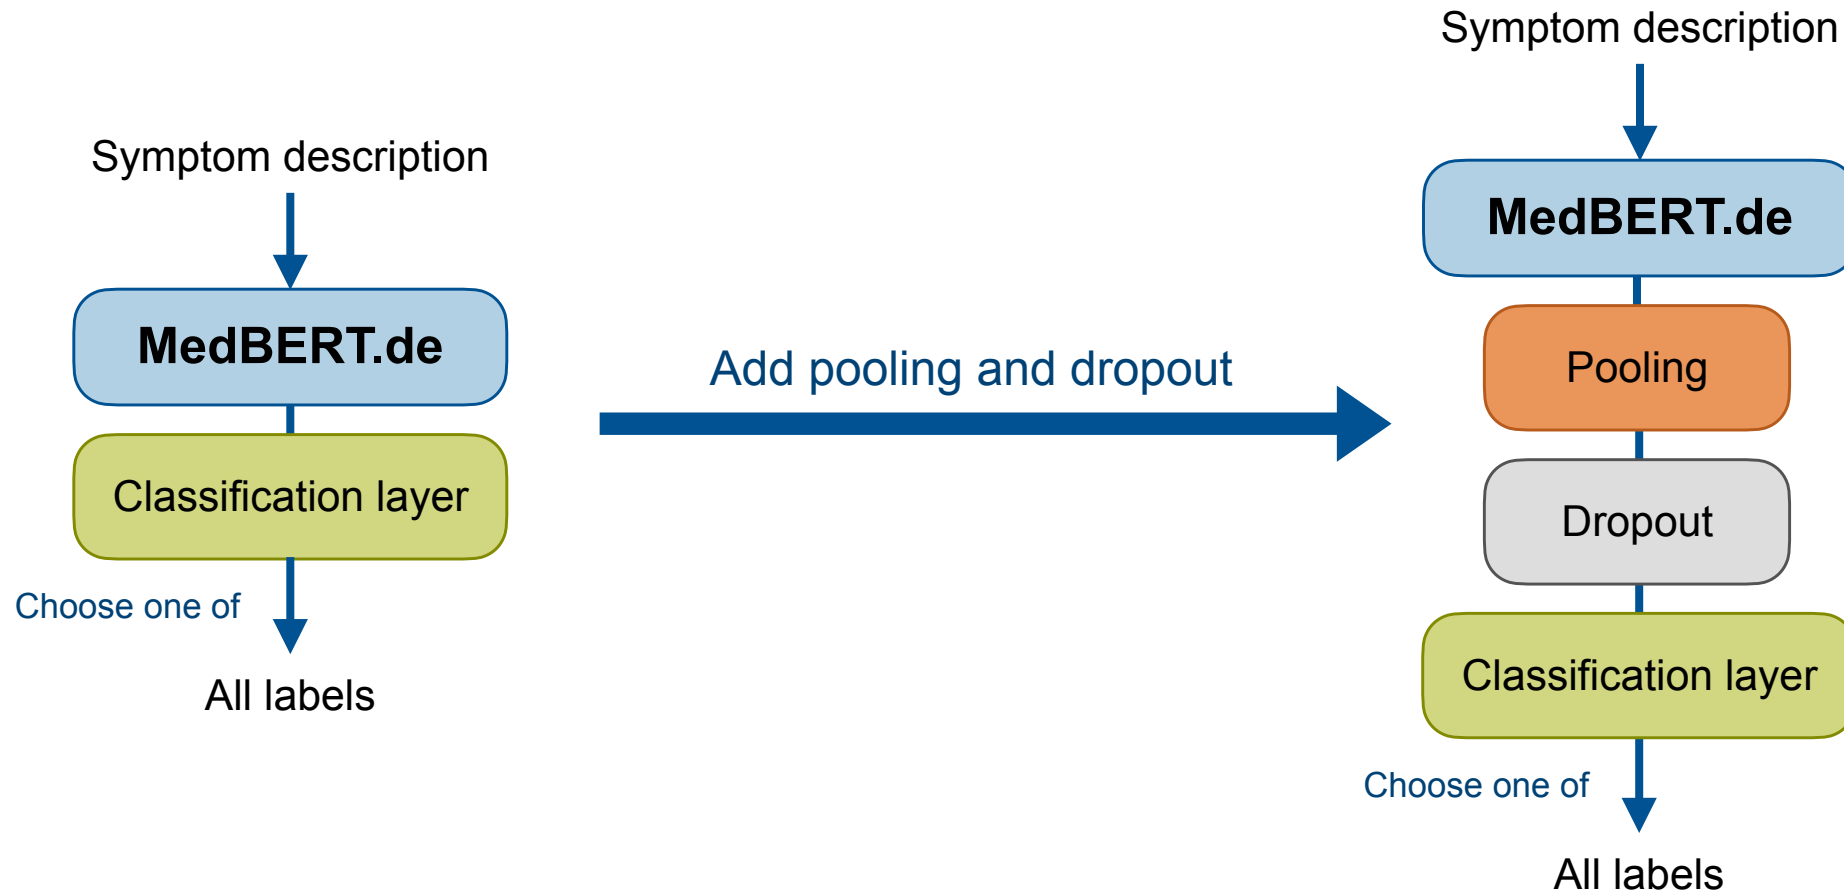 Symptom description
MedBERT.de
Classification layer
Choose one of
All labels
Add pooling and dropout
Symptom description
MedBERT.de
Pooling
Dropout
Classification layer
Choose one of
All labels